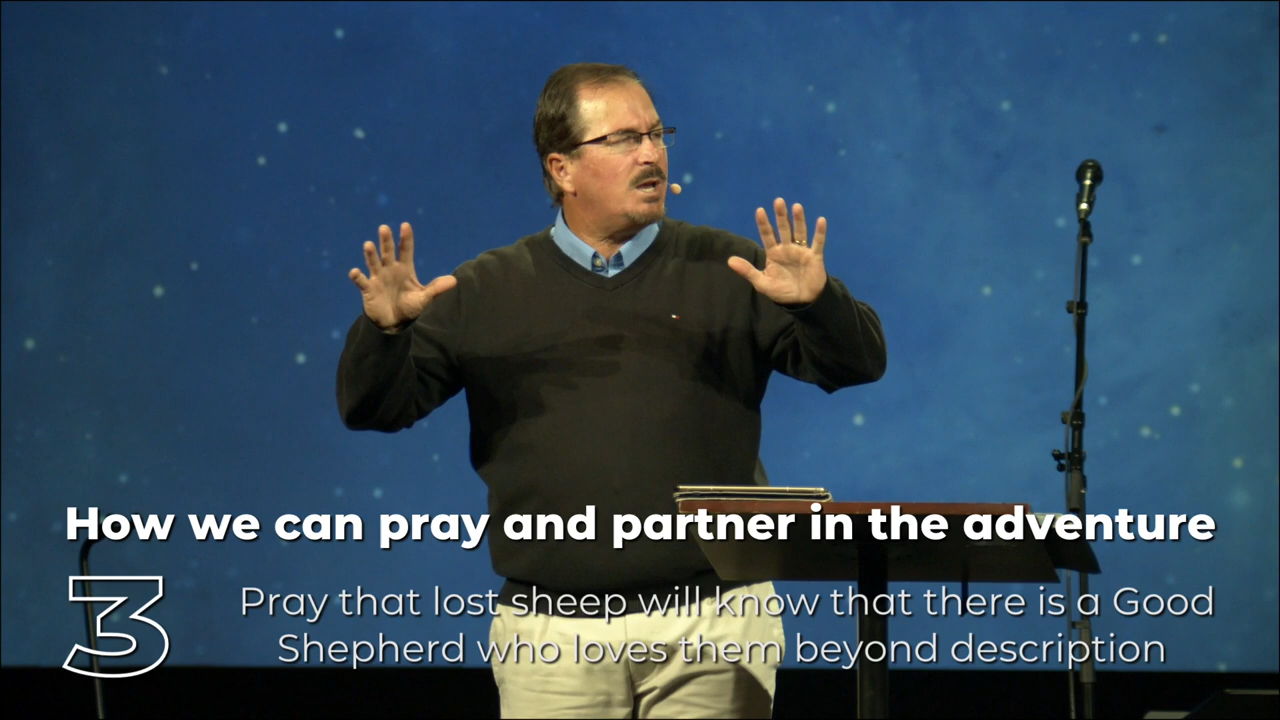 How we can pray and partner in the adventure
3
Pray that lost sheep will know that there is a Good
Shepherd who loves them beyond description